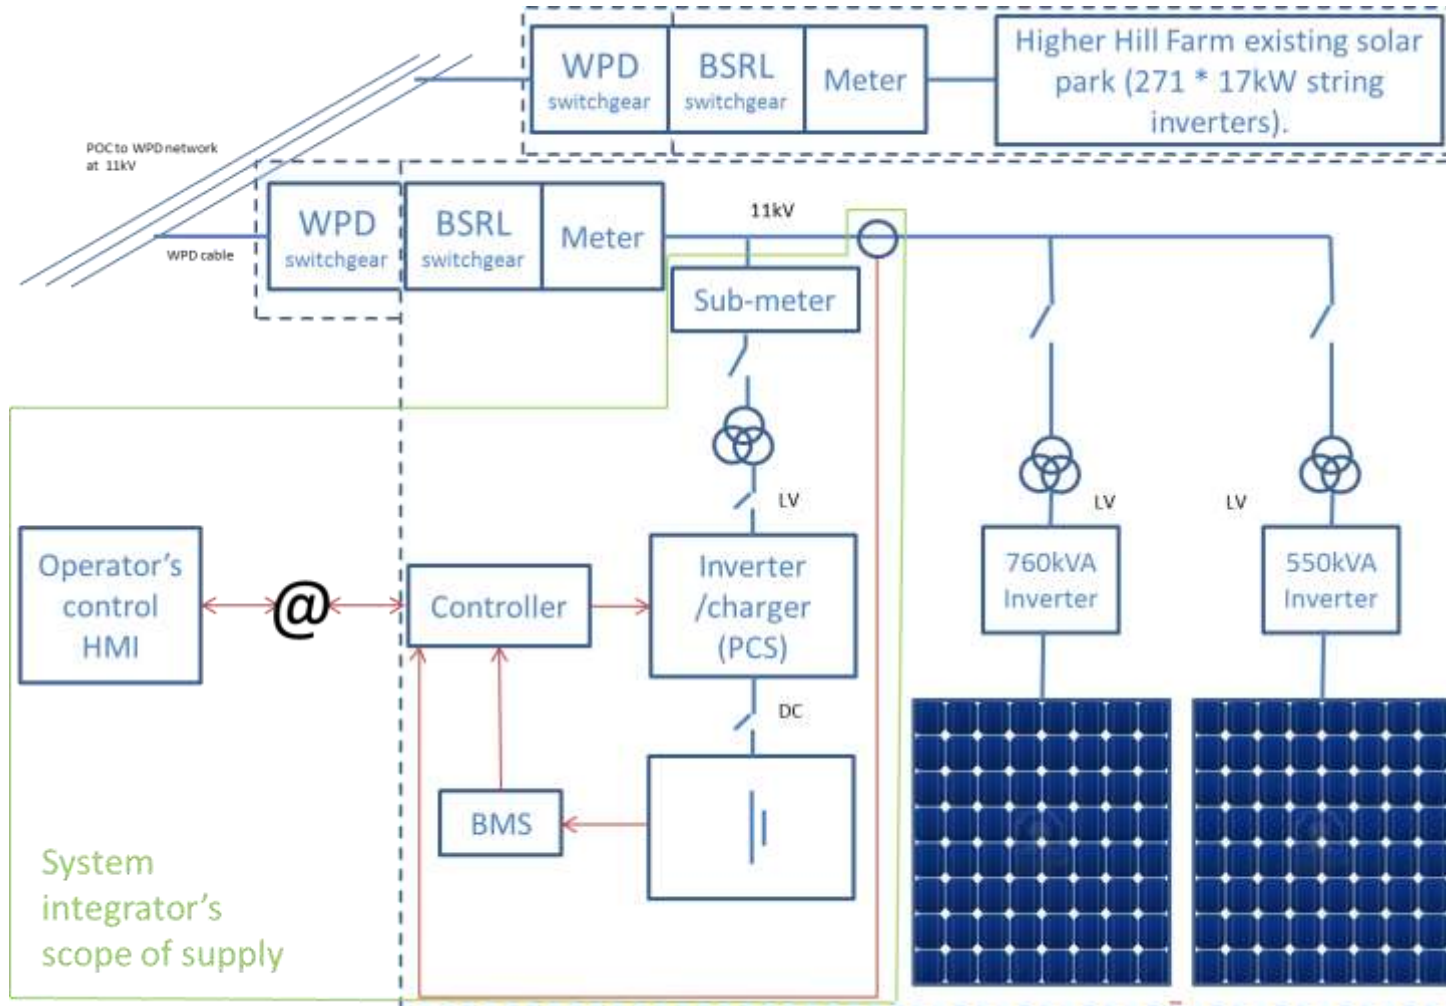 WPD
switchgear
BSRL
switchgear
Meter
Higher Hill Farm existing solar
park (271 * 17kW string
inverters).
POC to WPD network
at 11kV
WPD cable
WPD
switchgear
BSRL
switchgear
Meter
11kV
Sub-meter
LV
LV
LV
Operator's
control
HMI
@
Controller
Inverter
/charger
(PCS)
760kVA
Inverter
550kVA
Inverter
DC
BMS
System
integrator's
scope of supply